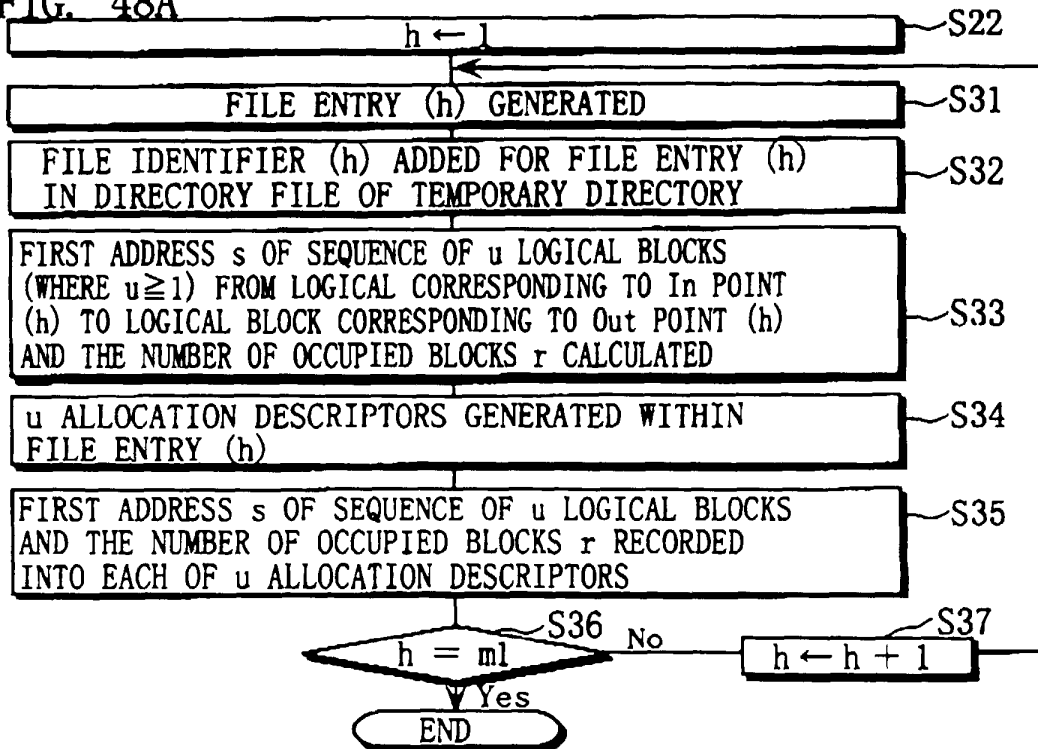 FIG. 48A
h ← 1
S22
FILE ENTRY (h) GENERATED
S31
FILE IDENTIFIER (h) ADDED FOR FILE ENTRY (h)
IN DIRECTORY FILE OF TEMPORARY DIRECTORY
S32
FIRST ADDRESS s OF SEQUENCE OF u LOGICAL BLOCKS
(WHERE u≧1) FROM LOGICAL CORRESPONDING TO In POINT
(h) TO LOGICAL BLOCK CORRESPONDING TO Out POINT (h)
AND THE NUMBER OF OCCUPIED BLOCKS r CALCULATED
S33
u ALLOCATION DESCRIPTORS GENERATED WITHIN
FILE ENTRY (h)
S34
FIRST ADDRESS s OF SEQUENCE OF u LOGICAL BLOCKS
AND THE NUMBER OF OCCUPIED BLOCKS r RECORDED
INTO EACH OF u ALLOCATION DESCRIPTORS
S35
S36
h = ml
No
S37
h ← h + 1
Yes
END